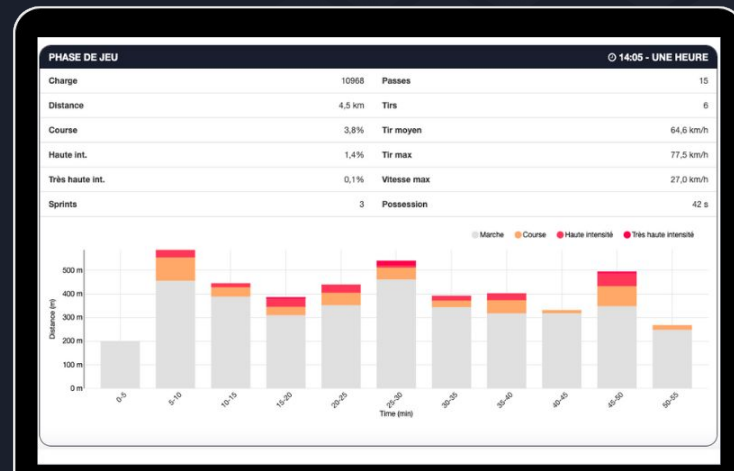 PHASE DE JEU 14:05 - UNE HEURE
Charge 10968 Passes 15
Distance 4,5 km Tirs 6
Course 3,8% Tir moyen 64,6 km/h
Haute int. 1,4% Tir max 77,5 km/h
Très haute int. 0,1% Vitesse max 27,0 km/h
Sprints 3 Possession 42 s
Marche Course Haute intensité Très haute intensité
500 m
400 m
300 m
200 m
100 m
0 m
Distance (m)
0-5 5-10 10-15 15-20 20-25 25-30 30-35 35-40 40-45 45-50 50-55
Time (min)